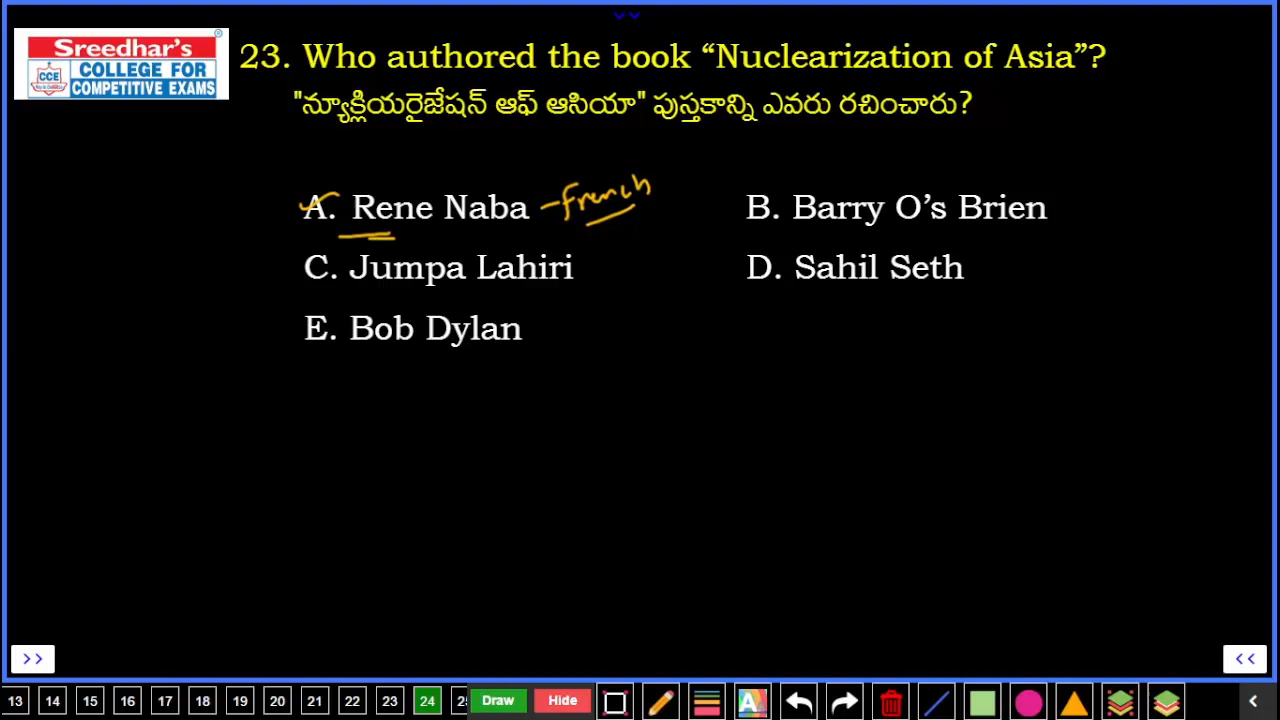 Sreedhar's
CCE
COLLEGE FOR
COMPETITIVE EXAMS
®
23. Who authored the book “Nuclearization of Asia”?
"న్యూక్లియరైజేషన్ ఆఫ్ ఆసియా" పుస్తకాన్ని ఎవరు రచించారు?
A. Rene Naba – French
B. Barry O’s Brien
C. Jumpa Lahiri
D. Sahil Seth
E. Bob Dylan
>>
<<
13 14 15 16 17 18 19 20 21 22 23 24 Draw Hide A <